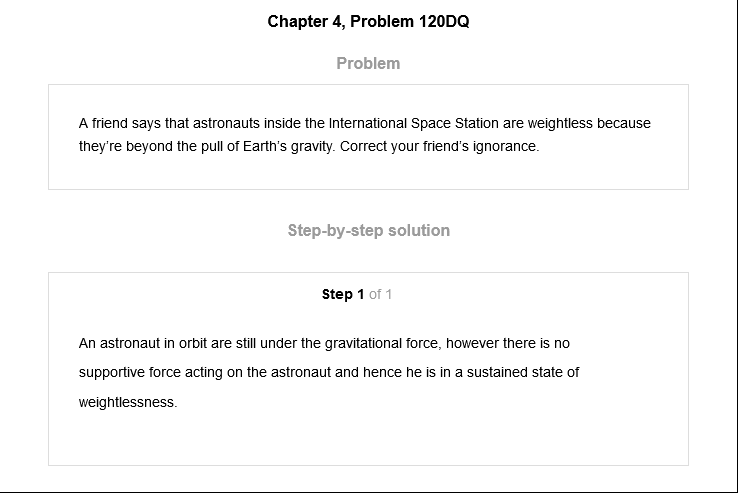 Chapter 4, Problem 120DQ
Problem
A friend says that astronauts inside the International Space Station are weightless because
they're beyond the pull of Earth's gravity. Correct your friend's ignorance.
Step-by-step solution
Step 1 of 1
An astronaut in orbit are still under the gravitational force, however there is no
supportive force acting on the astronaut and hence he is in a sustained state of
weightlessness.